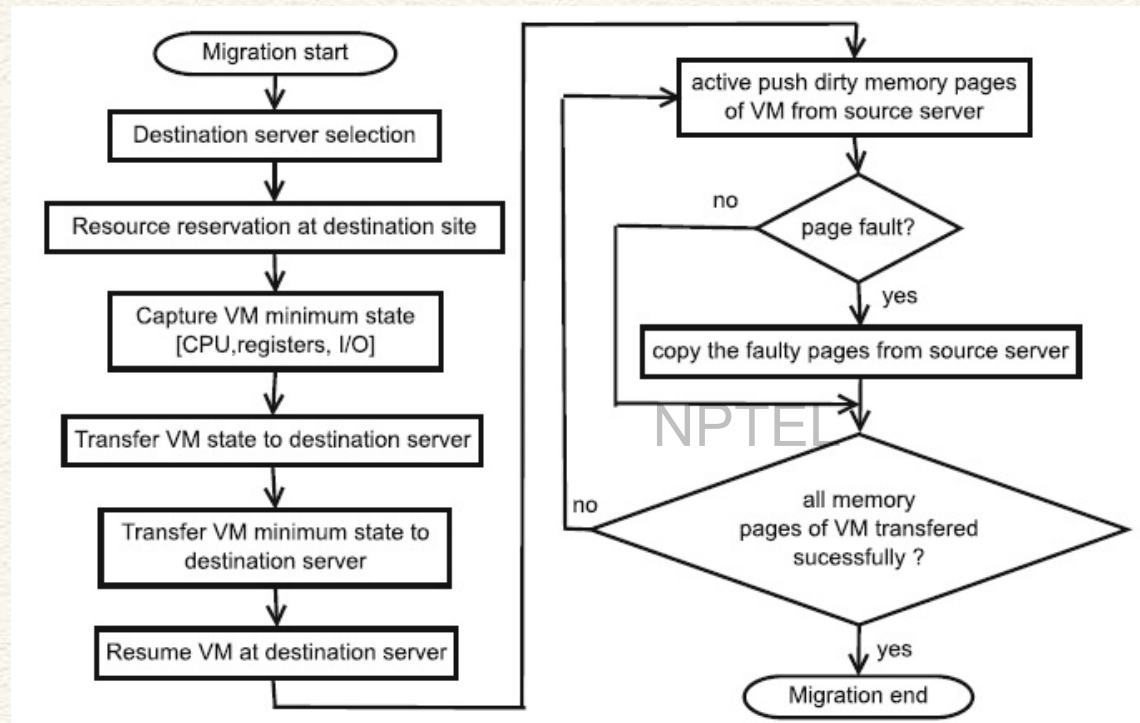 Migration start
Destination server selection
Resource reservation at destination site
Capture VM minimum state
[CPU,registers, I/O]
Transfer VM state to destination server
Transfer VM minimum state to
destination server
Resume VM at destination server
active push dirty memory pages
of VM from source server
no
page fault?
yes
copy the faulty pages from source server
NPTEL
no
all memory
pages of VM transfered
sucessfully ?
yes
Migration end